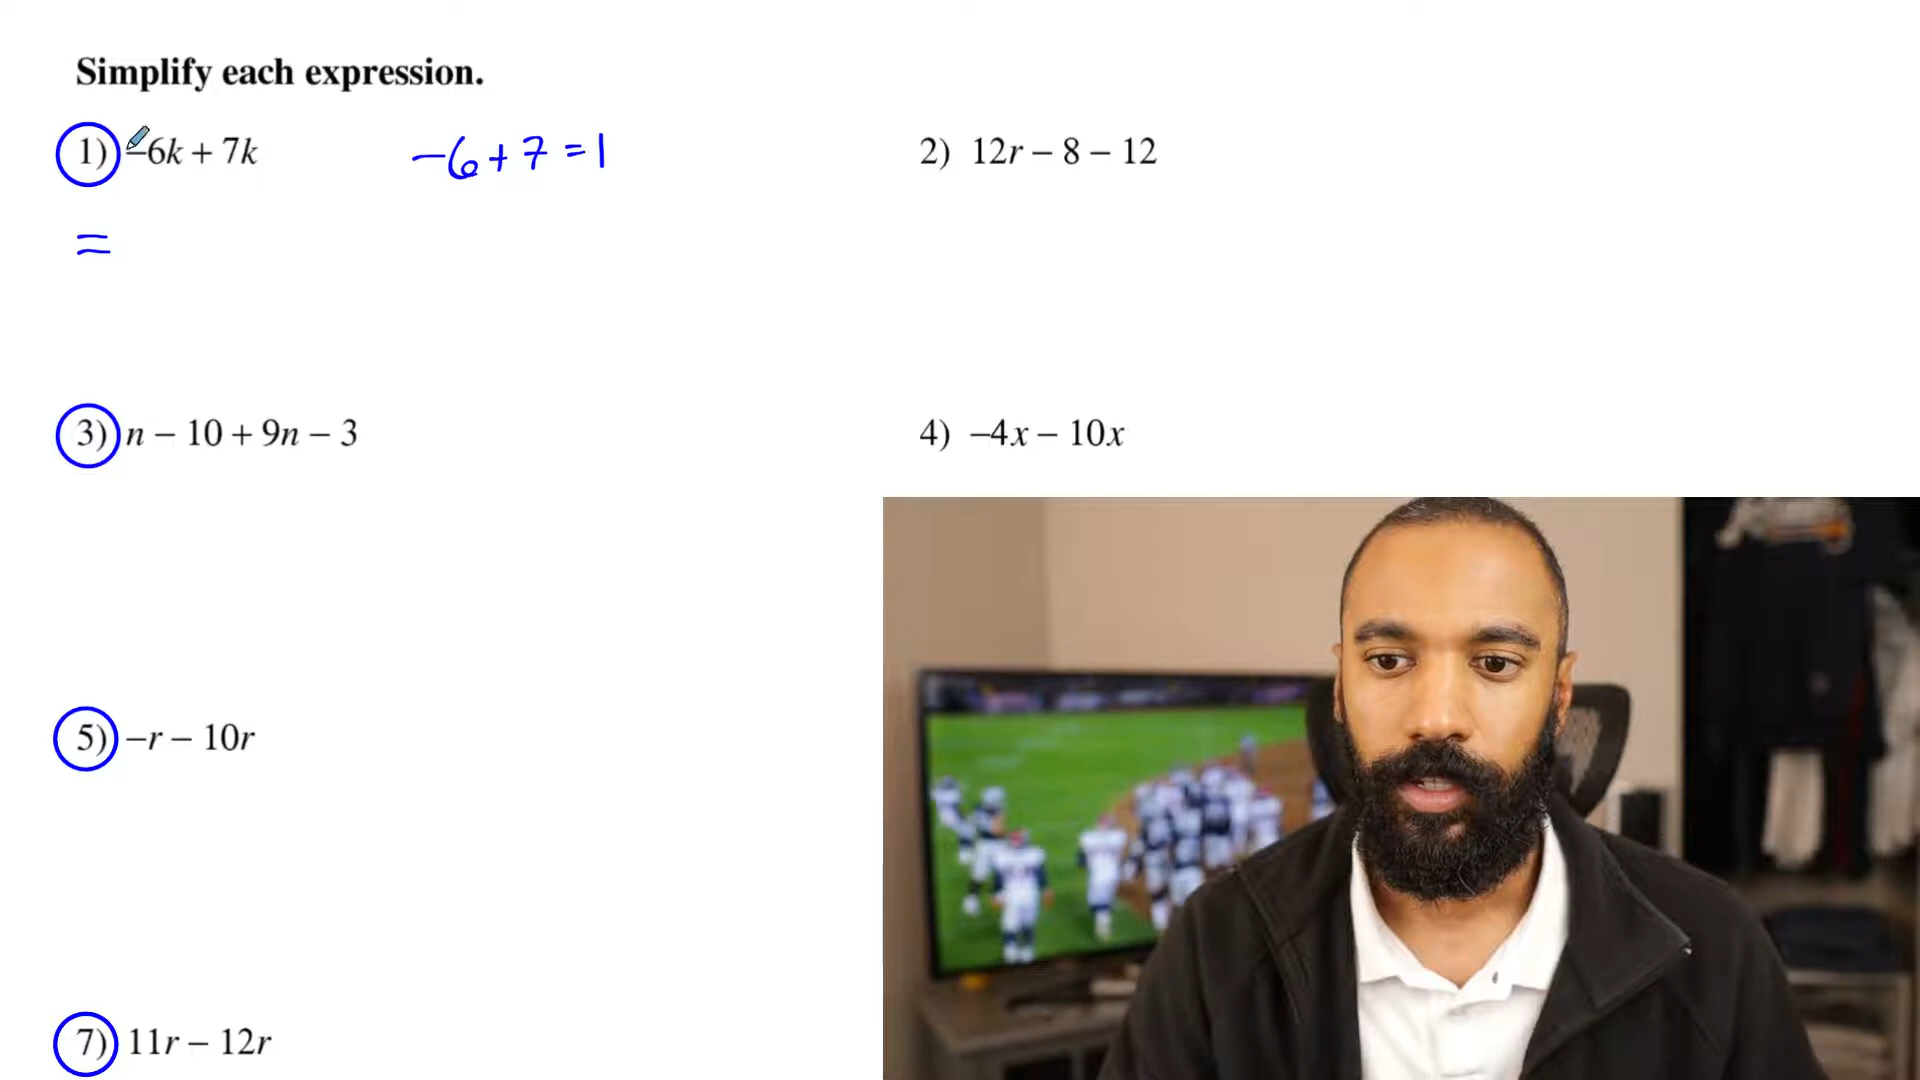 Simplify each expression.
1) –6k + 7k
-6+7=1
2) 12r – 8 – 12
=
3) n – 10 + 9n – 3
4) –4x – 10x
5) –r – 10r
7) 11r – 12r